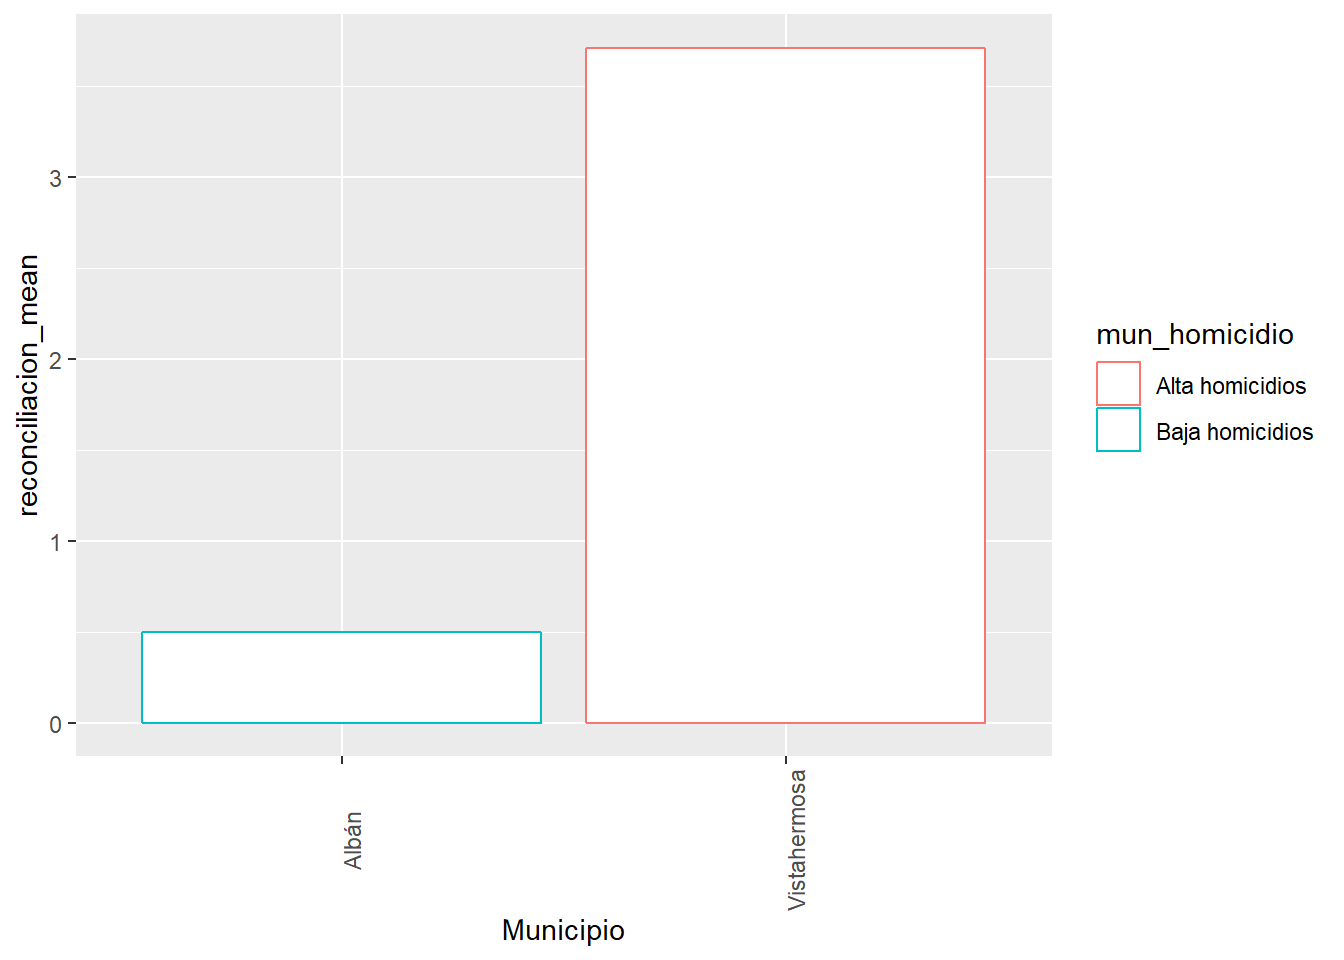 reconciliacion_mean
3
2
1
0
Albán
Vistahermosa
Municipio
mun_homicidio
Alta homicidios
Baja homicidios